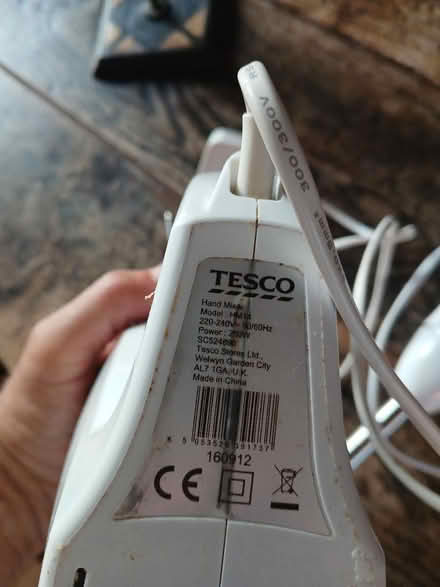 300/300V
TESCO
Hand Mixer
Model : HM14
220-240V~ 50/60Hz
Power : 250W
SC524690
Tesco Stores Ltd.,
Welwyn Garden City
AL7 1GA, U.K.
Made in China
160912
CE